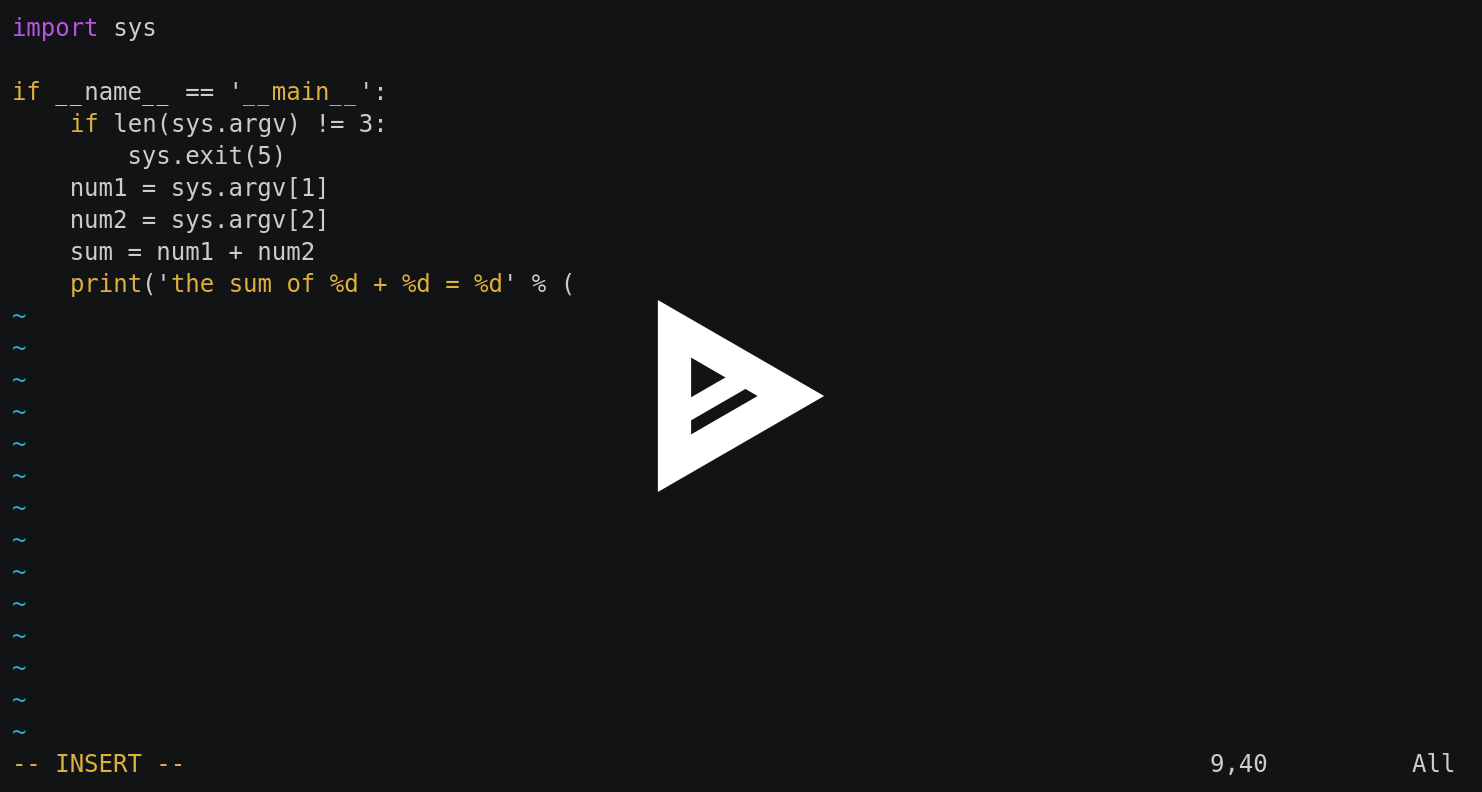 import sys

if __name__ == '__main__':
    if len(sys.argv) != 3:
        sys.exit(5)
    num1 = sys.argv[1]
    num2 = sys.argv[2]
    sum = num1 + num2
    print('the sum of %d + %d = %d' % (
~
~
~
~
~
~
~
~
~
~
~
~
~
~
-- INSERT -- 9,40 All